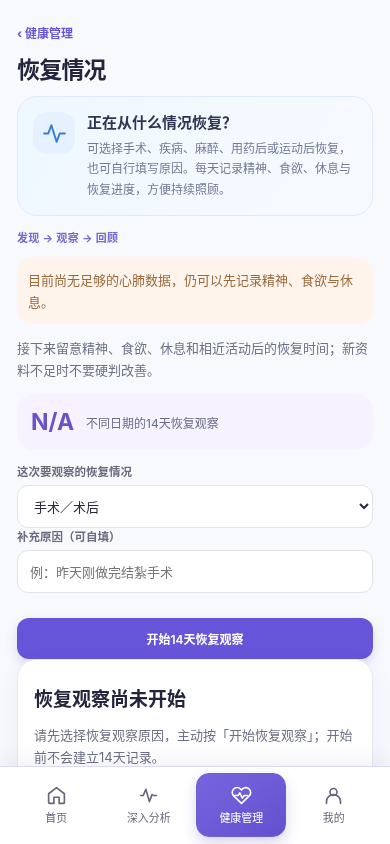 ‹ 健康管理
恢复情况
正在从什么情况恢复？
可选择手术、疾病、麻醉、用药后或运动后恢复，
也可自行填写原因。每天记录精神、食欲、休息与
恢复进度，方便持续照顾。
发现 → 观察 → 回顾
目前尚无足够的心肺数据，仍可以先记录精神、食欲与休
息。
接下来留意精神、食欲、休息和相近活动后的恢复时间；新资
料不足时不要硬判改善。
N/A 不同日期的14天恢复观察
这次要观察的恢复情况
手术／术后
补充原因（可自填）
例：昨天刚做完结紮手术
开始14天恢复观察
恢复观察尚未开始
请先选择恢复观察原因，主动按「开始恢复观察」；开始
前不会建立14天记录。
首页 深入分析 健康管理 我的